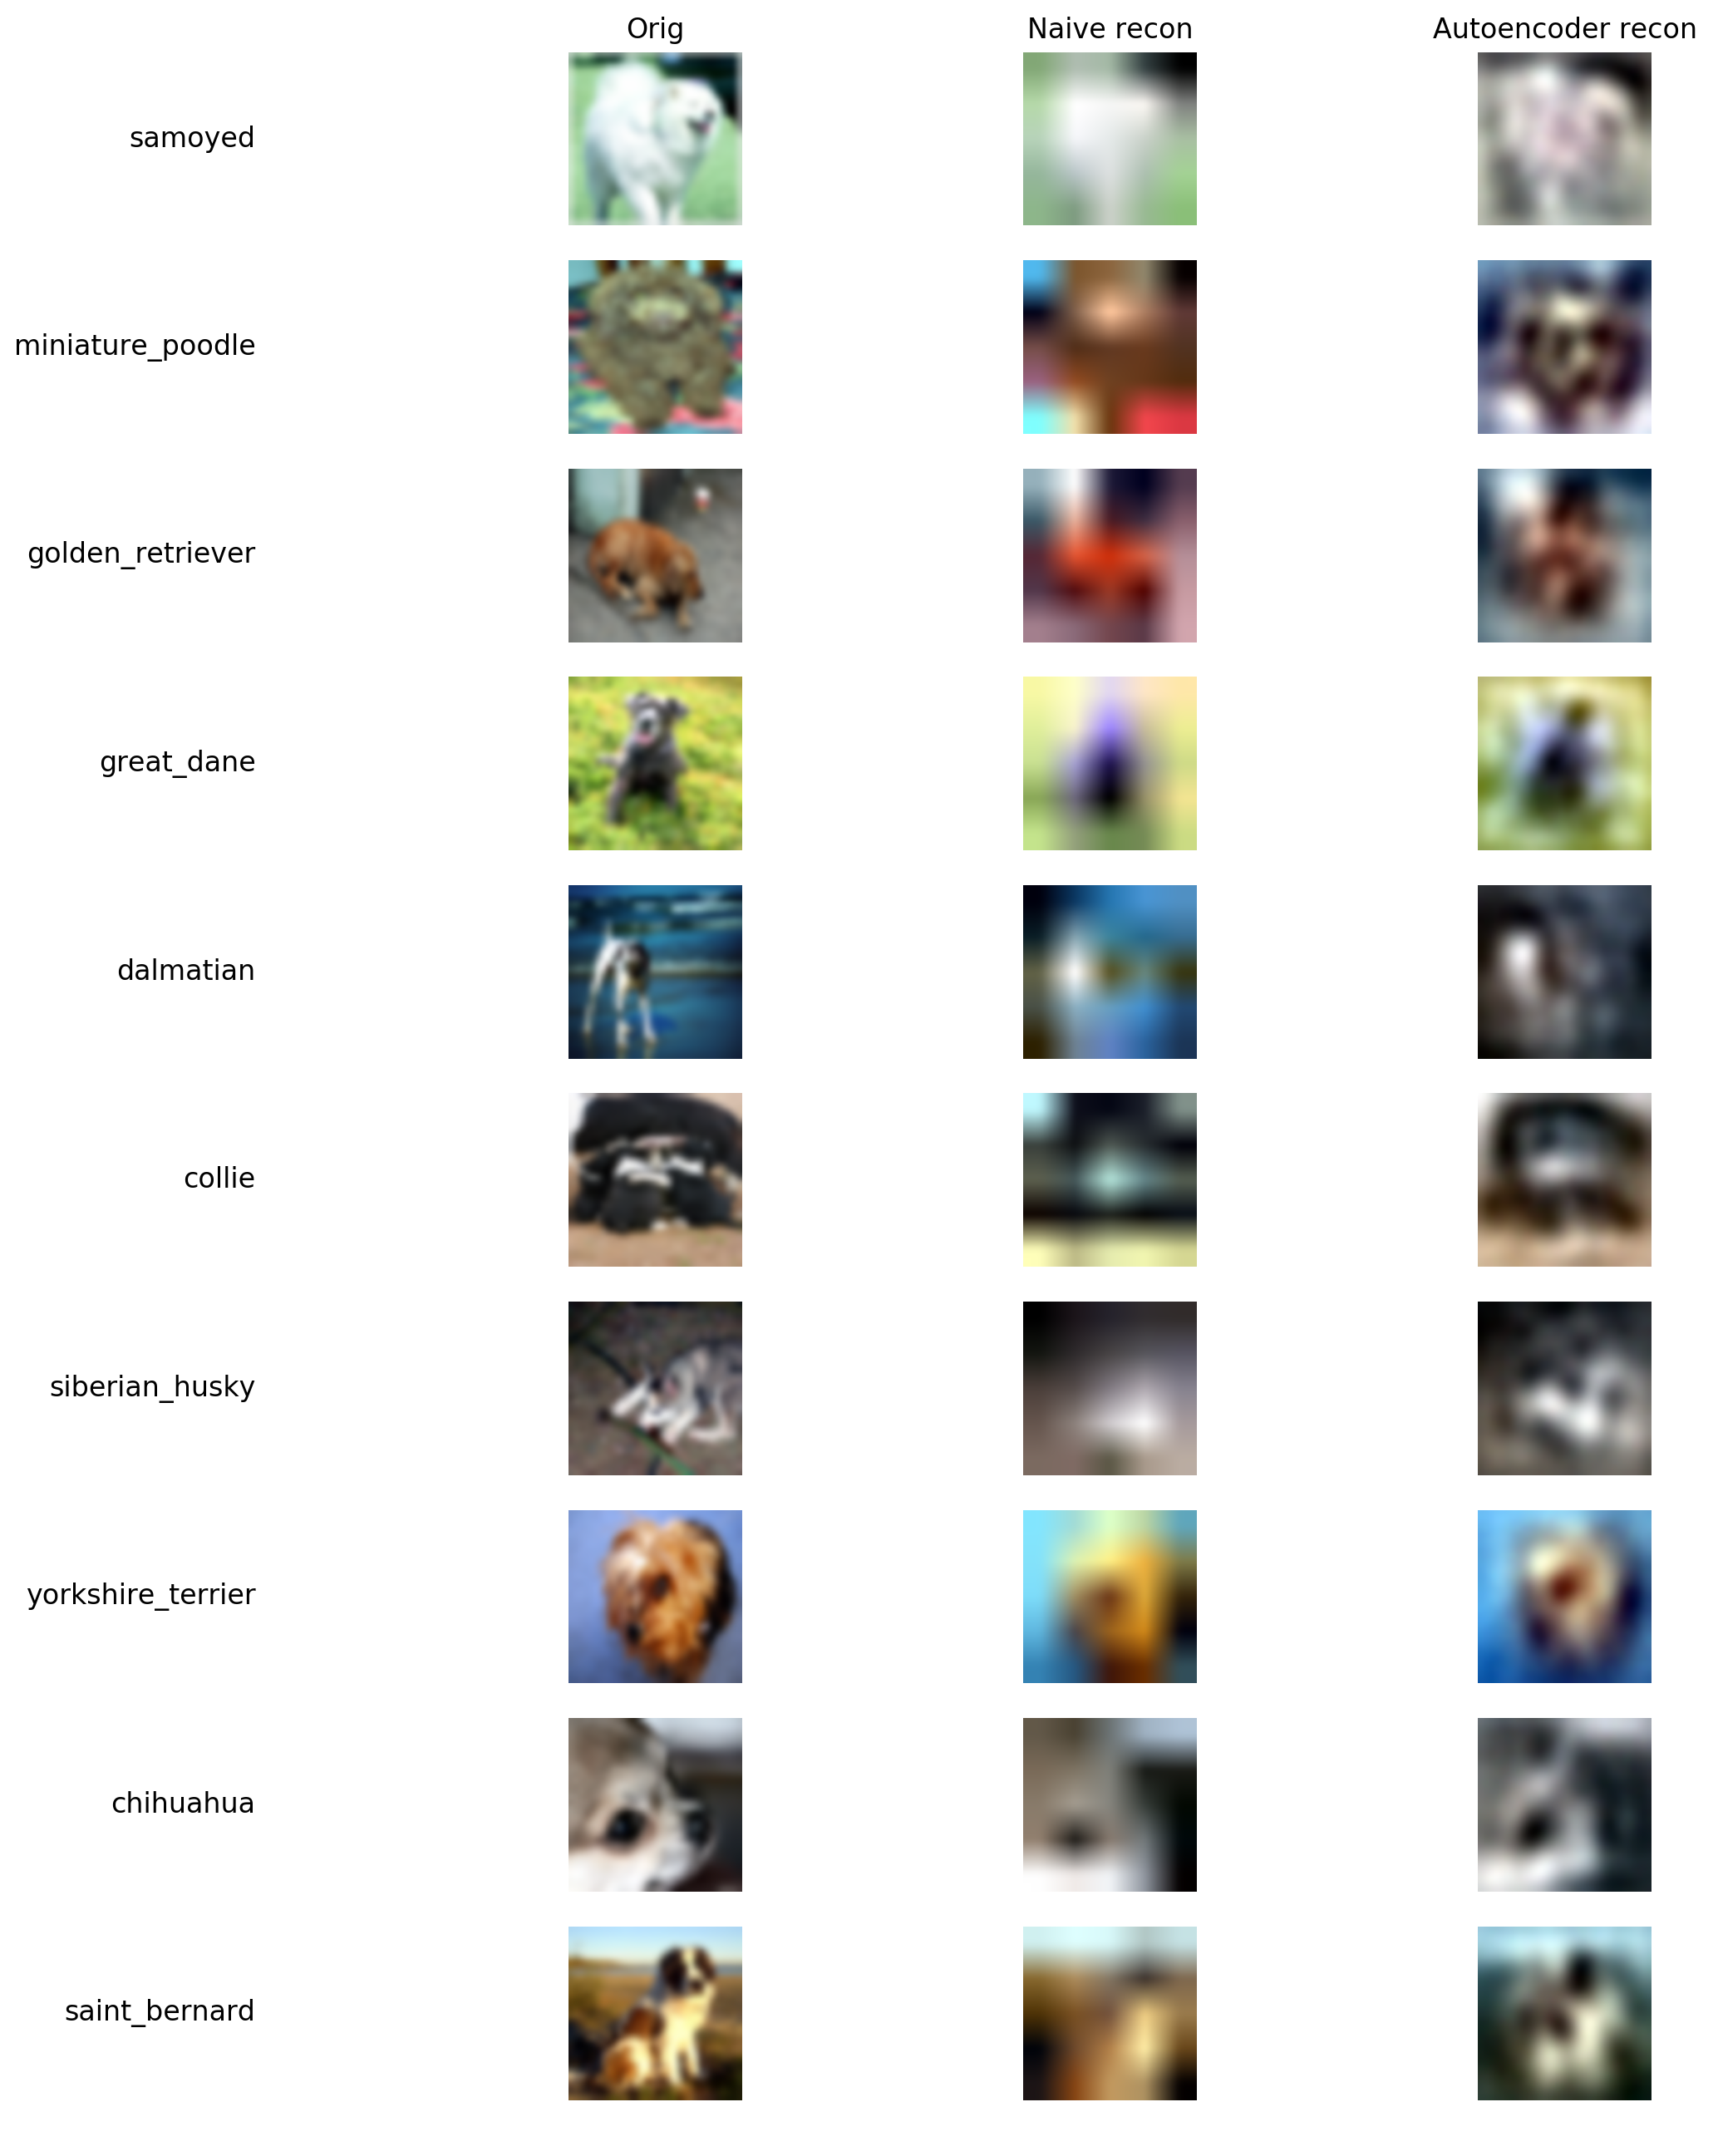 Orig Naive recon Autoencoder recon
samoyed
miniature_poodle
golden_retriever
great_dane
dalmatian
collie
siberian_husky
yorkshire_terrier
chihuahua
saint_bernard